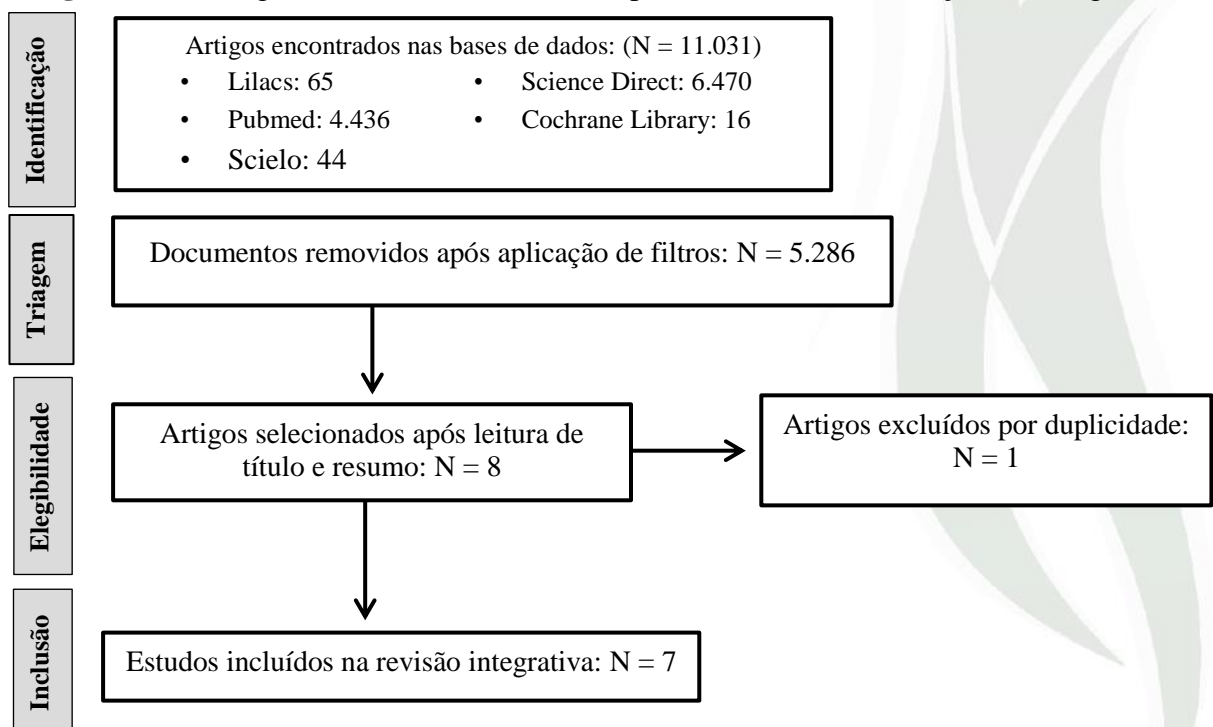 Identificação
Artigos encontrados nas bases de dados: (N = 11.031)
• Lilacs: 65
• Science Direct: 6.470
• Pubmed: 4.436
• Cochrane Library: 16
• Scielo: 44
Triagem
Documentos removidos após aplicação de filtros: N = 5.286
Elegibilidade
Artigos selecionados após leitura de
título e resumo: N = 8
Artigos excluídos por duplicidade:
N = 1
Inclusão
Estudos incluídos na revisão integrativa: N = 7